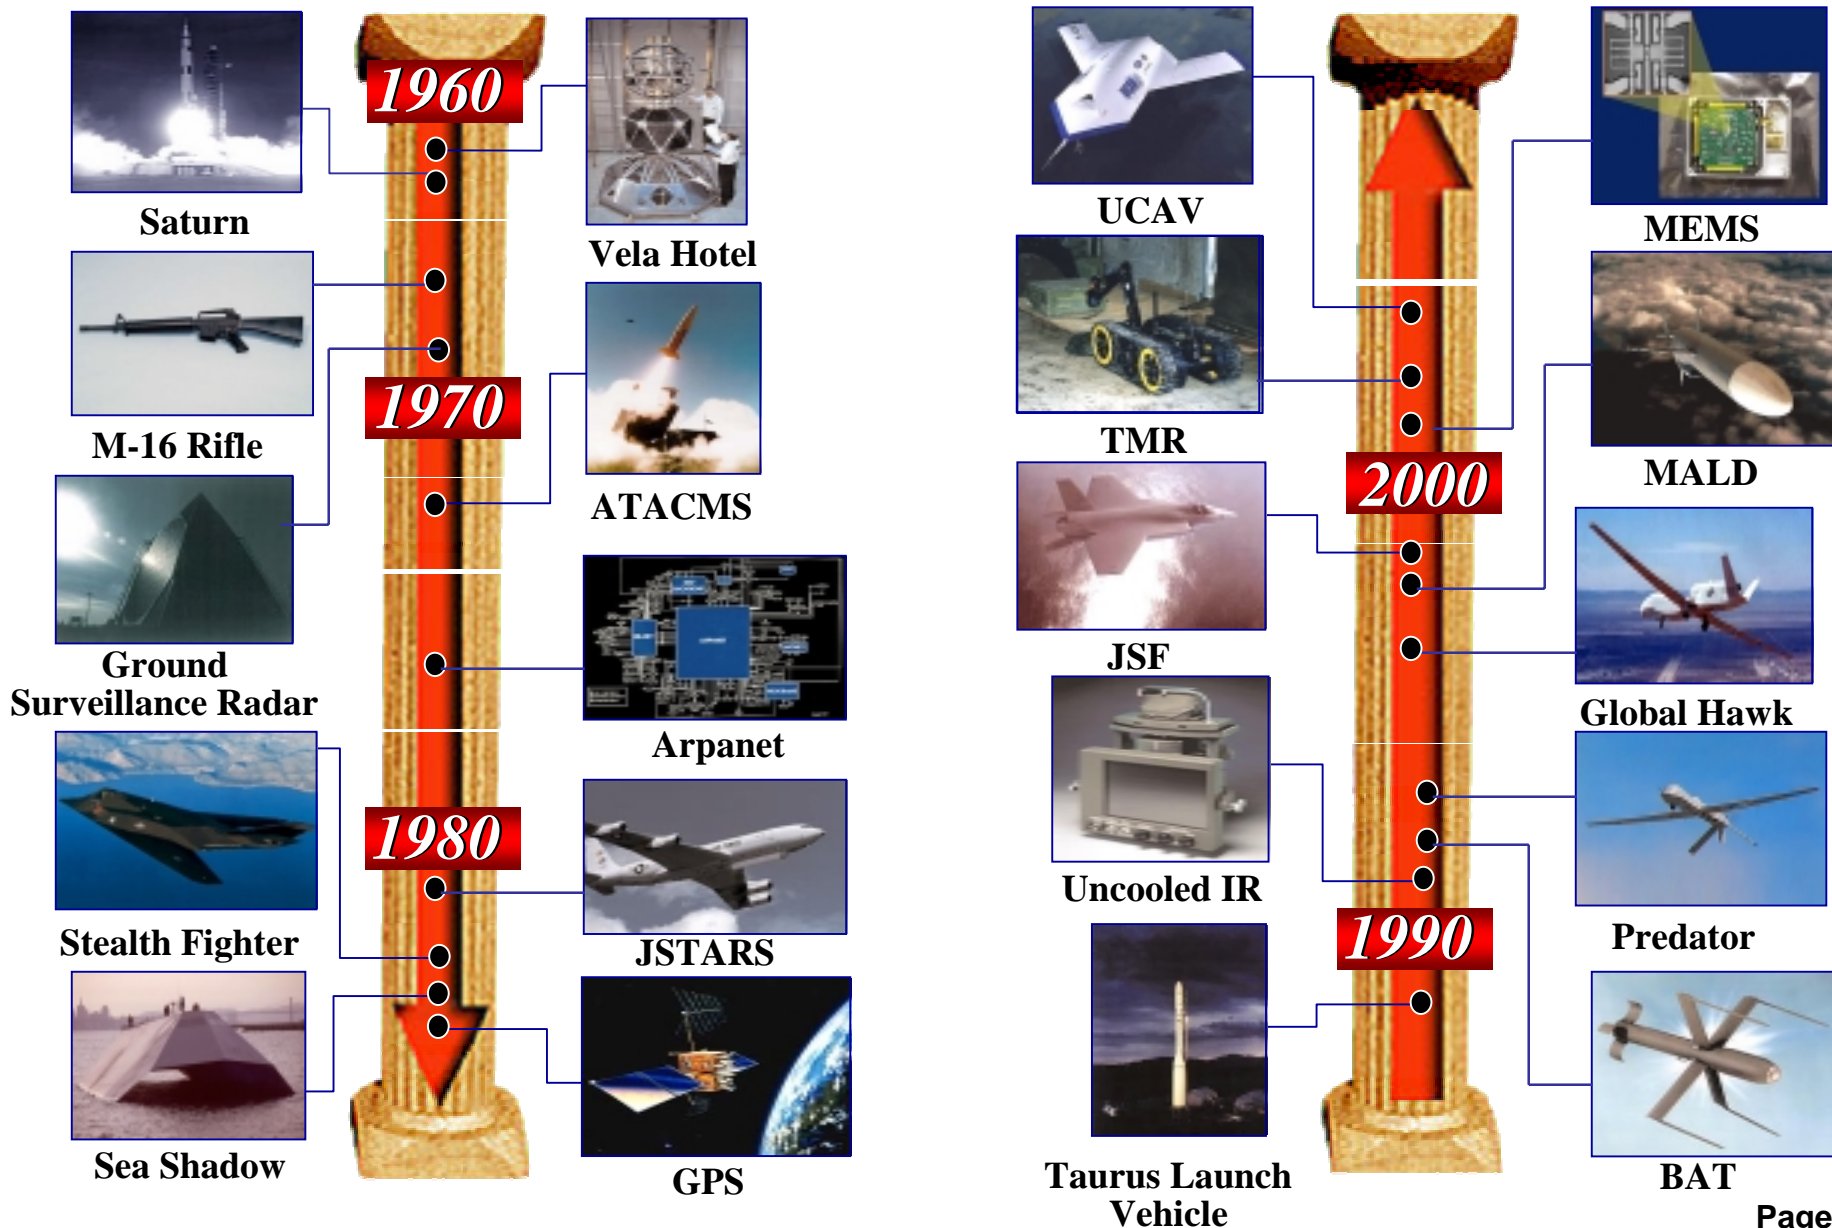 1960
Saturn
Vela Hotel
M-16 Rifle
1970
ATACMS
Ground
Surveillance Radar
Arpanet
1980
Stealth Fighter
JSTARS
Sea Shadow
GPS
UCAV
MEMS
TMR
MALD
2000
JSF
Global Hawk
Uncooled IR
Predator
1990
Taurus Launch
Vehicle
BAT
Page